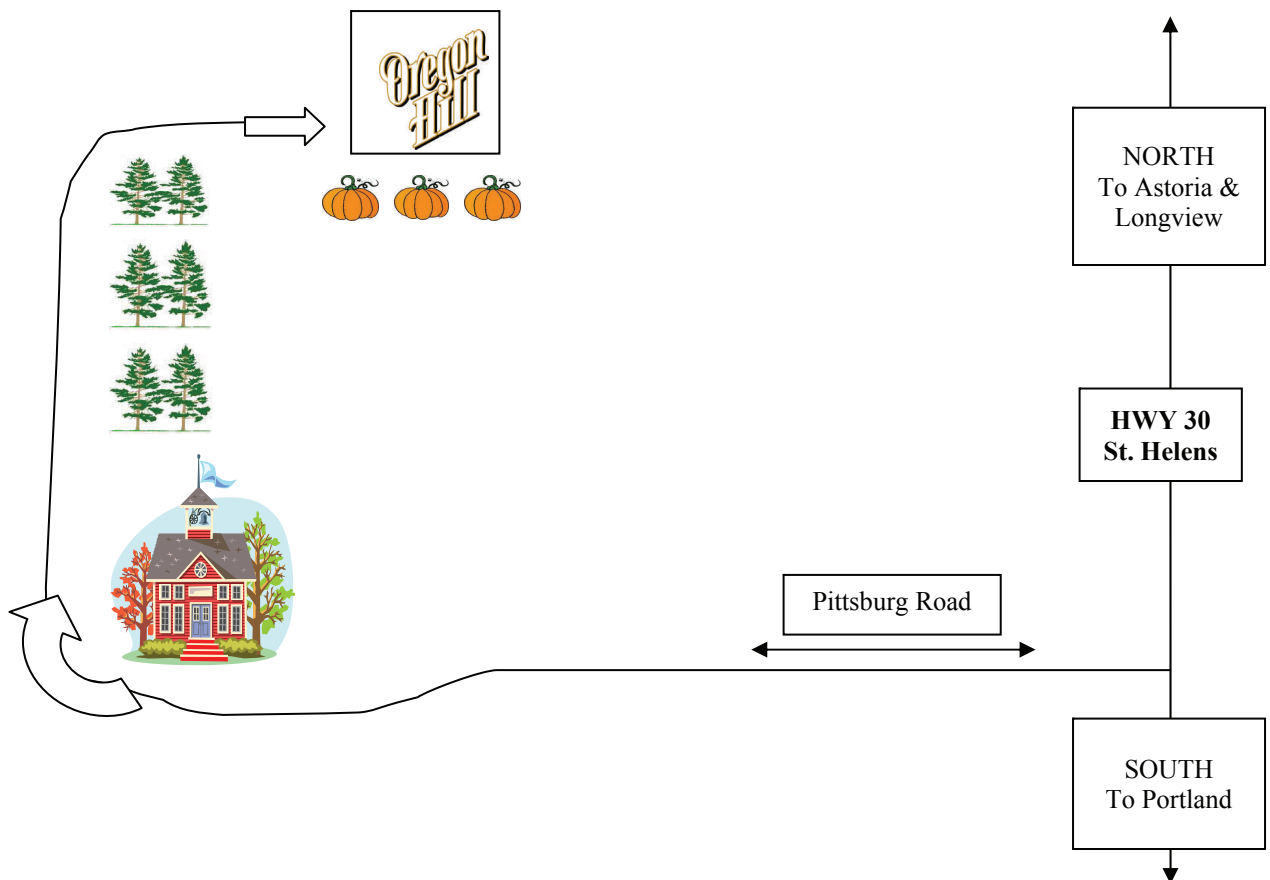 Oregon
Hill
NORTH
To Astoria &
Longview
HWY 30
St. Helens
Pittsburg Road
SOUTH
To Portland